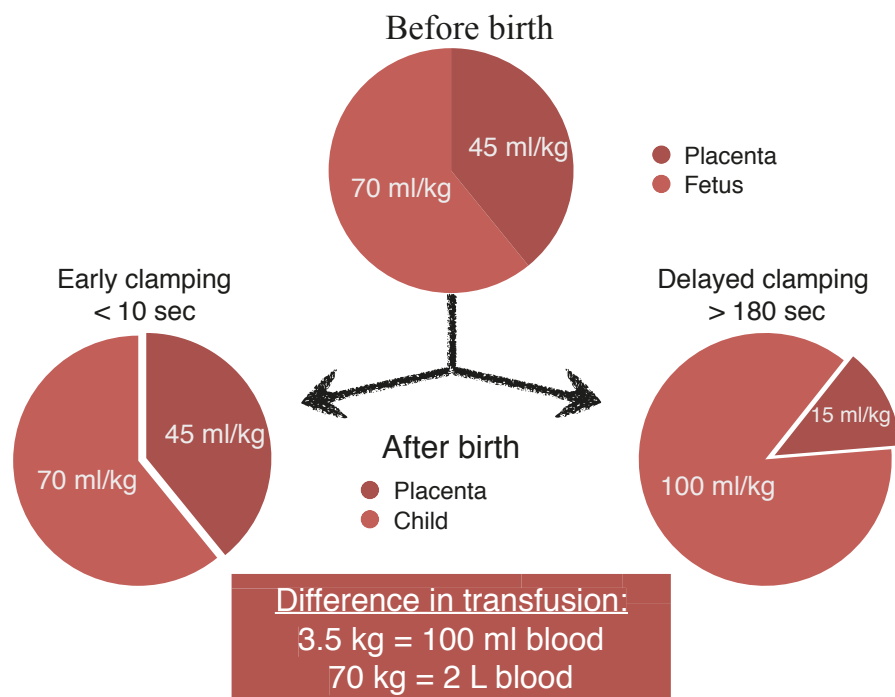 Before birth
45 ml/kg
70 ml/kg
Placenta
Fetus
Early clamping
< 10 sec
Delayed clamping
> 180 sec
45 ml/kg
70 ml/kg
After birth
Placenta
Child
15 ml/kg
100 ml/kg
Difference in transfusion:
3.5 kg = 100 ml blood
70 kg = 2 L blood